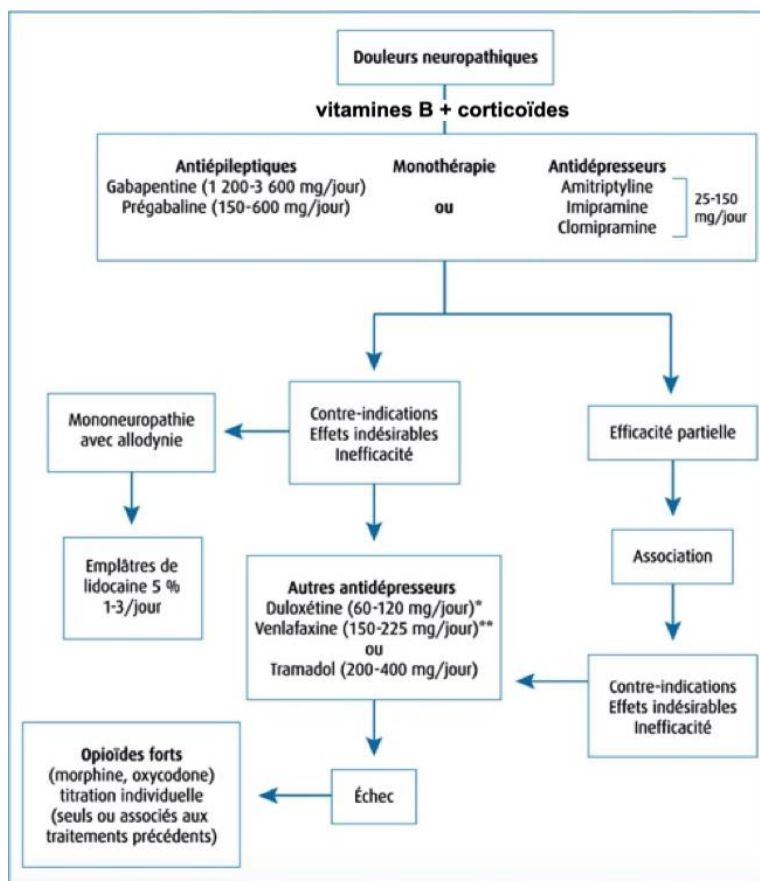 Douleurs neuropathiques
vitamines B + corticoïdes
Antiépileptiques
Gabapentine (1 200-3 600 mg/jour)
Prégabaline (150-600 mg/jour)
Monothérapie
ou
Antidépresseurs
Amitriptyline
Imipramine
Clomipramine
25-150
mg/jour
Mononeuropathie
avec allodynie
Contre-indications
Effets indésirables
Inefficacité
Efficacité partielle
Emplâtres de
lidocaine 5 %
1-3/jour
Autres antidépresseurs
Duloxétine (60-120 mg/jour)*
Venlafaxine (150-225 mg/jour)**
ou
Tramadol (200-400 mg/jour)
Association
Contre-indications
Effets indésirables
Inefficacité
Opioïdes forts
(morphine, oxycodone)
titration individuelle
(seuls ou associés aux
traitements précédents)
Échec